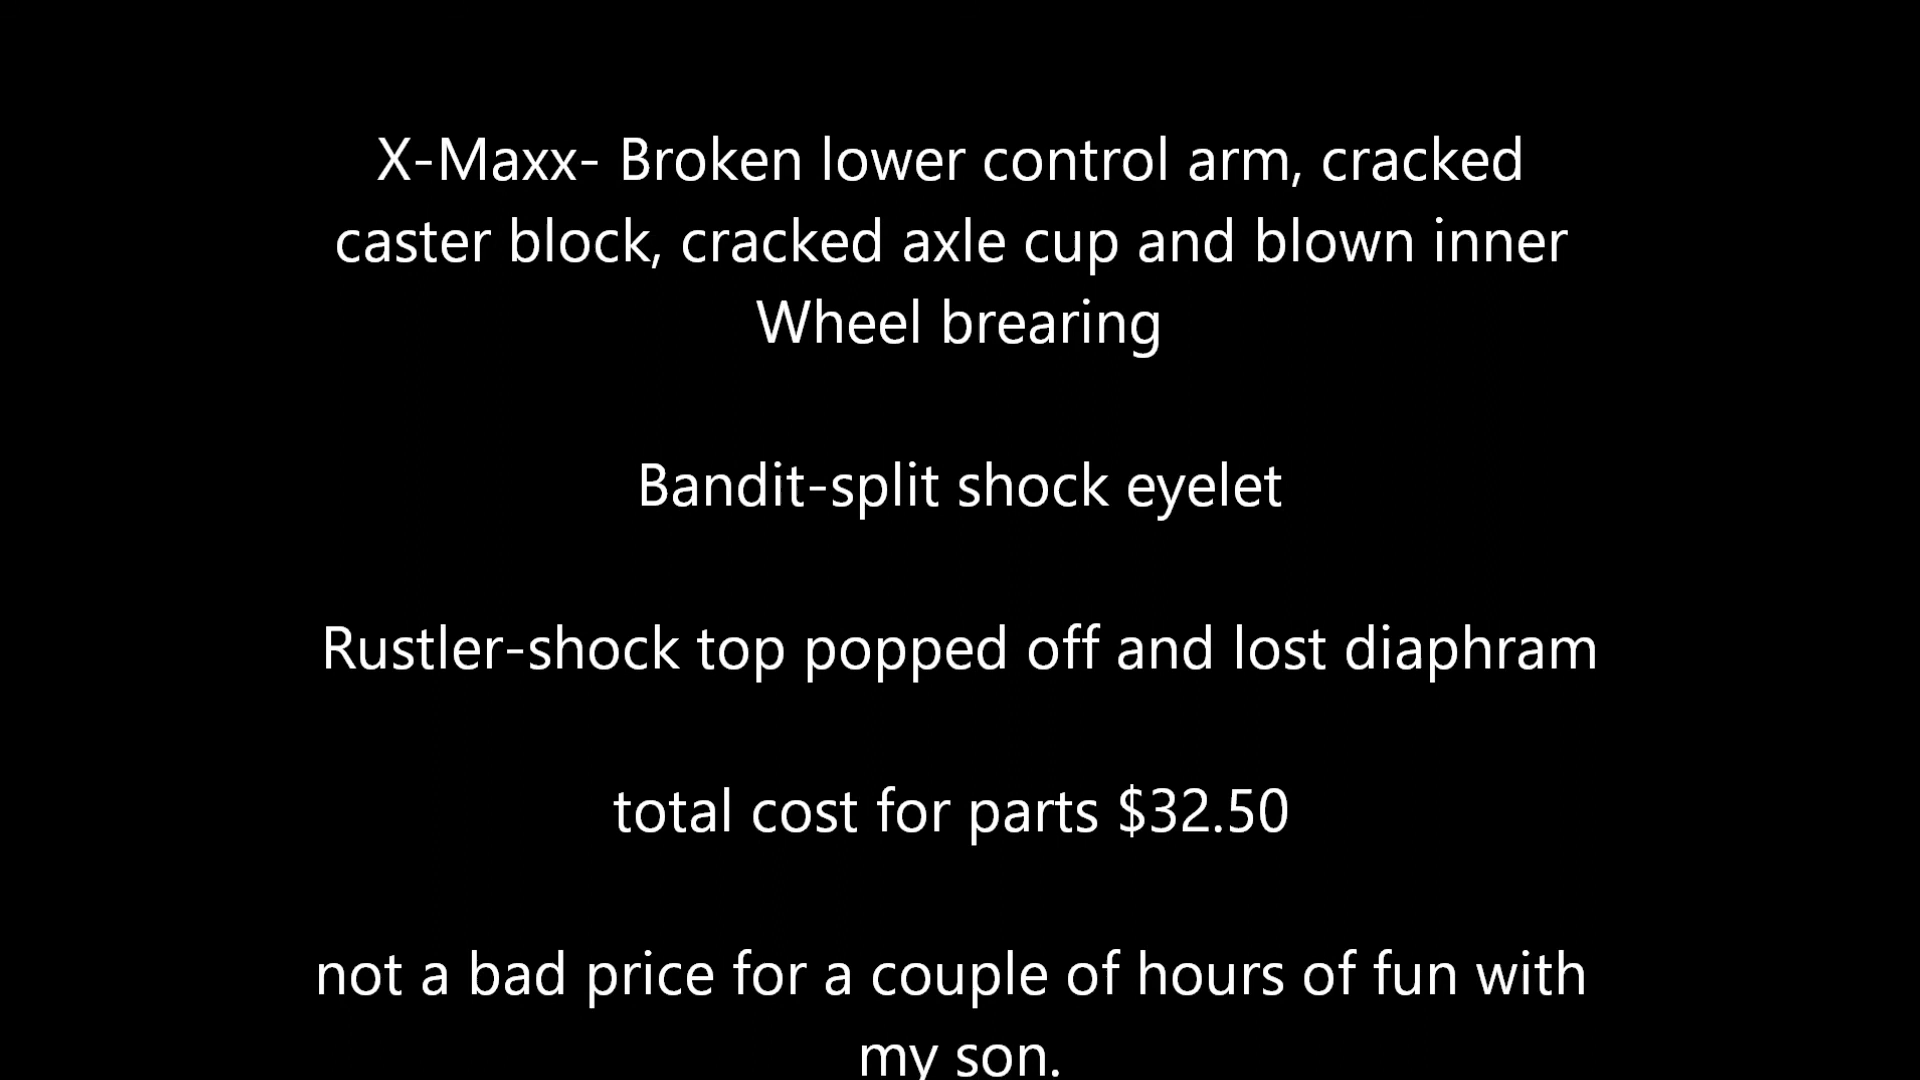 X-Maxx- Broken lower control arm, cracked
caster block, cracked axle cup and blown inner
Wheel brearing
Bandit-split shock eyelet
Rustler-shock top popped off and lost diaphram
total cost for parts $32.50
not a bad price for a couple of hours of fun with
my son.